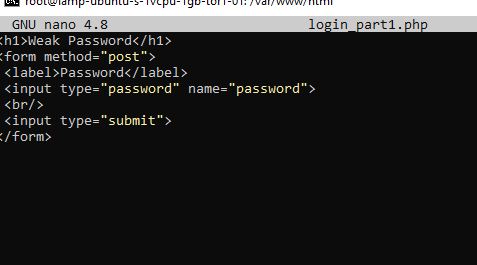 root@lamp-ubuntu-s-1vcpu-1gb-tor1-01: /var/www/html
GNU nano 4.8 login_part1.php
<h1>Weak Password</h1>
<form method="post">
<label>Password</label>
<input type="password" name="password">
<br/>
<input type="submit">
</form>